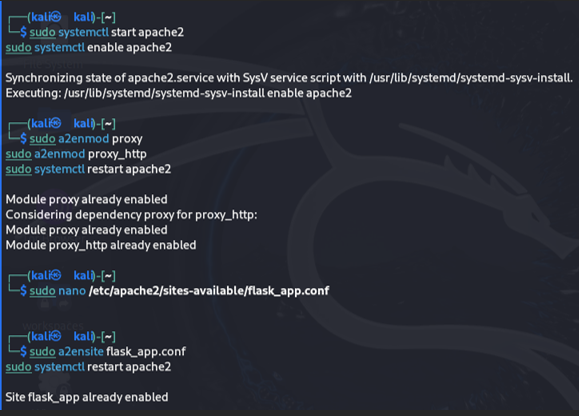 ┌──(kali㉿kali)-[~]
└─$ sudo systemctl start apache2
sudo systemctl enable apache2
Synchronizing state of apache2.service with SysV service script with /usr/lib/systemd/systemd-sysv-install.
Executing: /usr/lib/systemd/systemd-sysv-install enable apache2
┌──(kali㉿kali)-[~]
└─$ sudo a2enmod proxy
sudo a2enmod proxy_http
sudo systemctl restart apache2
Module proxy already enabled
Considering dependency proxy for proxy_http:
Module proxy already enabled
Module proxy_http already enabled
┌──(kali㉿kali)-[~]
└─$ sudo nano /etc/apache2/sites-available/flask_app.conf
┌──(kali㉿kali)-[~]
└─$ sudo a2ensite flask_app.conf
sudo systemctl restart apache2
Site flask_app already enabled